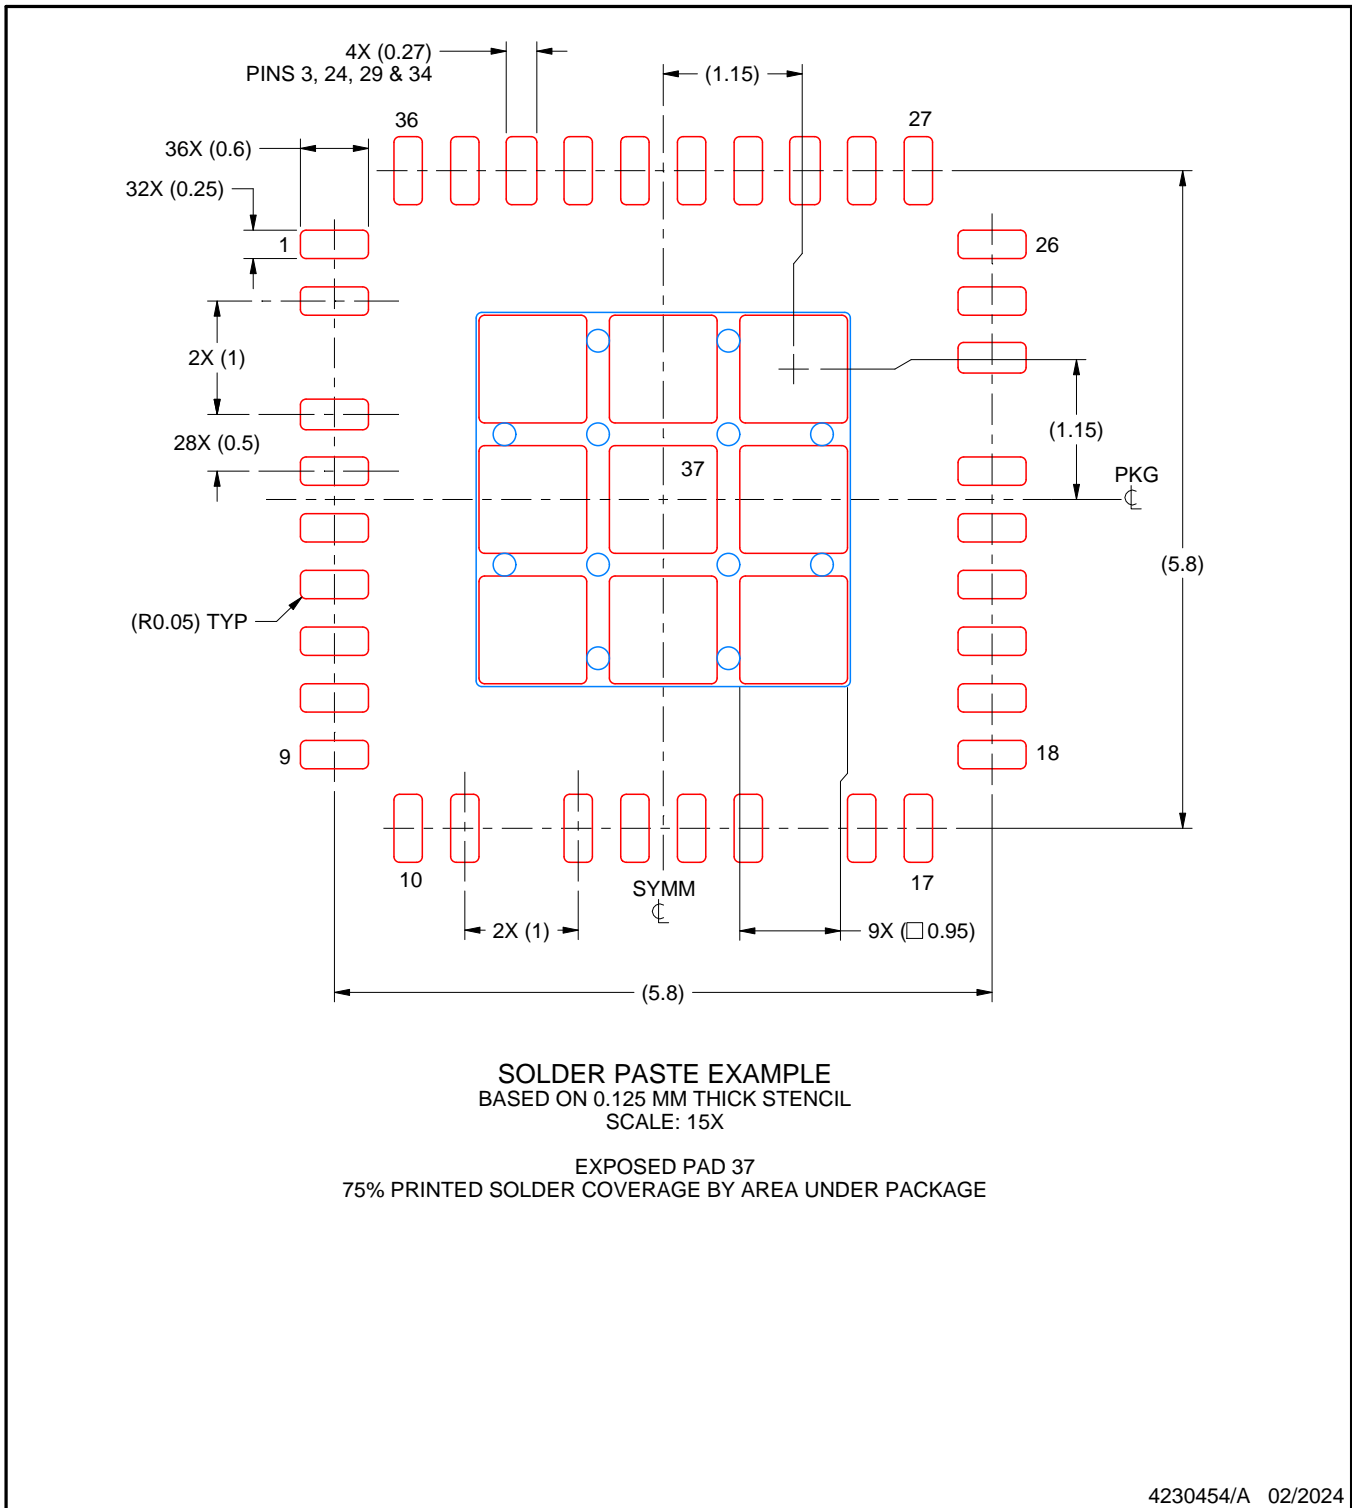 4X (0.27)
PINS 3, 24, 29 & 34
(1.15)
36
27
36X (0.6)
32X (0.25)
1
26
2X (1)
28X (0.5)
(1.15)
37
PKG
(5.8)
(R0.05) TYP
9
18
10
17
SYMM
2X (1)
9X (□ 0.95)
(5.8)
SOLDER PASTE EXAMPLE
BASED ON 0.125 MM THICK STENCIL
SCALE: 15X
EXPOSED PAD 37
75% PRINTED SOLDER COVERAGE BY AREA UNDER PACKAGE
4230454/A 02/2024